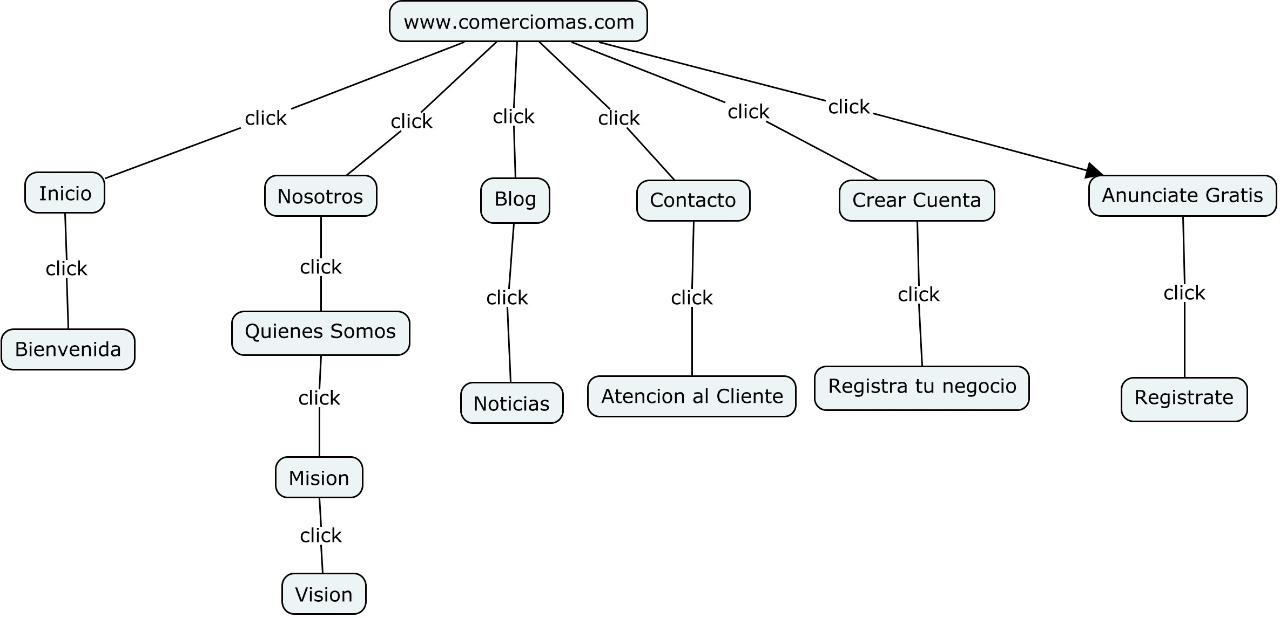 www.comerciomas.com
click
click
click
click
click
click
Inicio
Nosotros
Blog
Contacto
Crear Cuenta
Anunciate Gratis
click
click
click
click
click
click
Bienvenida
Quienes Somos
Noticias
Atencion al Cliente
Registra tu negocio
Registrate
click
Mision
click
Vision